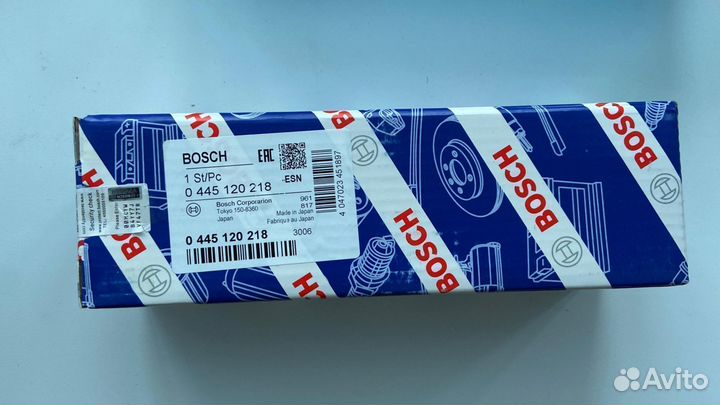 BOSCH
EAC
1 St/Pc
ESN
0 445 120 218
Bosch Corporarion
Tokyo 150-8360
Japan
961
817
Made in Japan
Fabriqué au Japan
0 445 120 218
3006
4 047023 451897
Security check
BOSCH
BOSCH
BOSCH
BOSCH
BOSCH
Avito